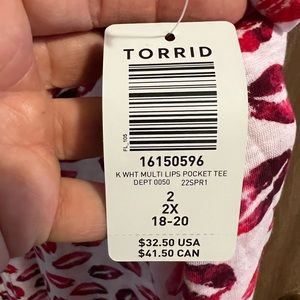 TORRID
FL_105
16150596
K WHT MULTI LIPS POCKET TEE
DEPT 0050 22SPR1
2
2X
18-20
$32.50 USA
$41.50 CAN